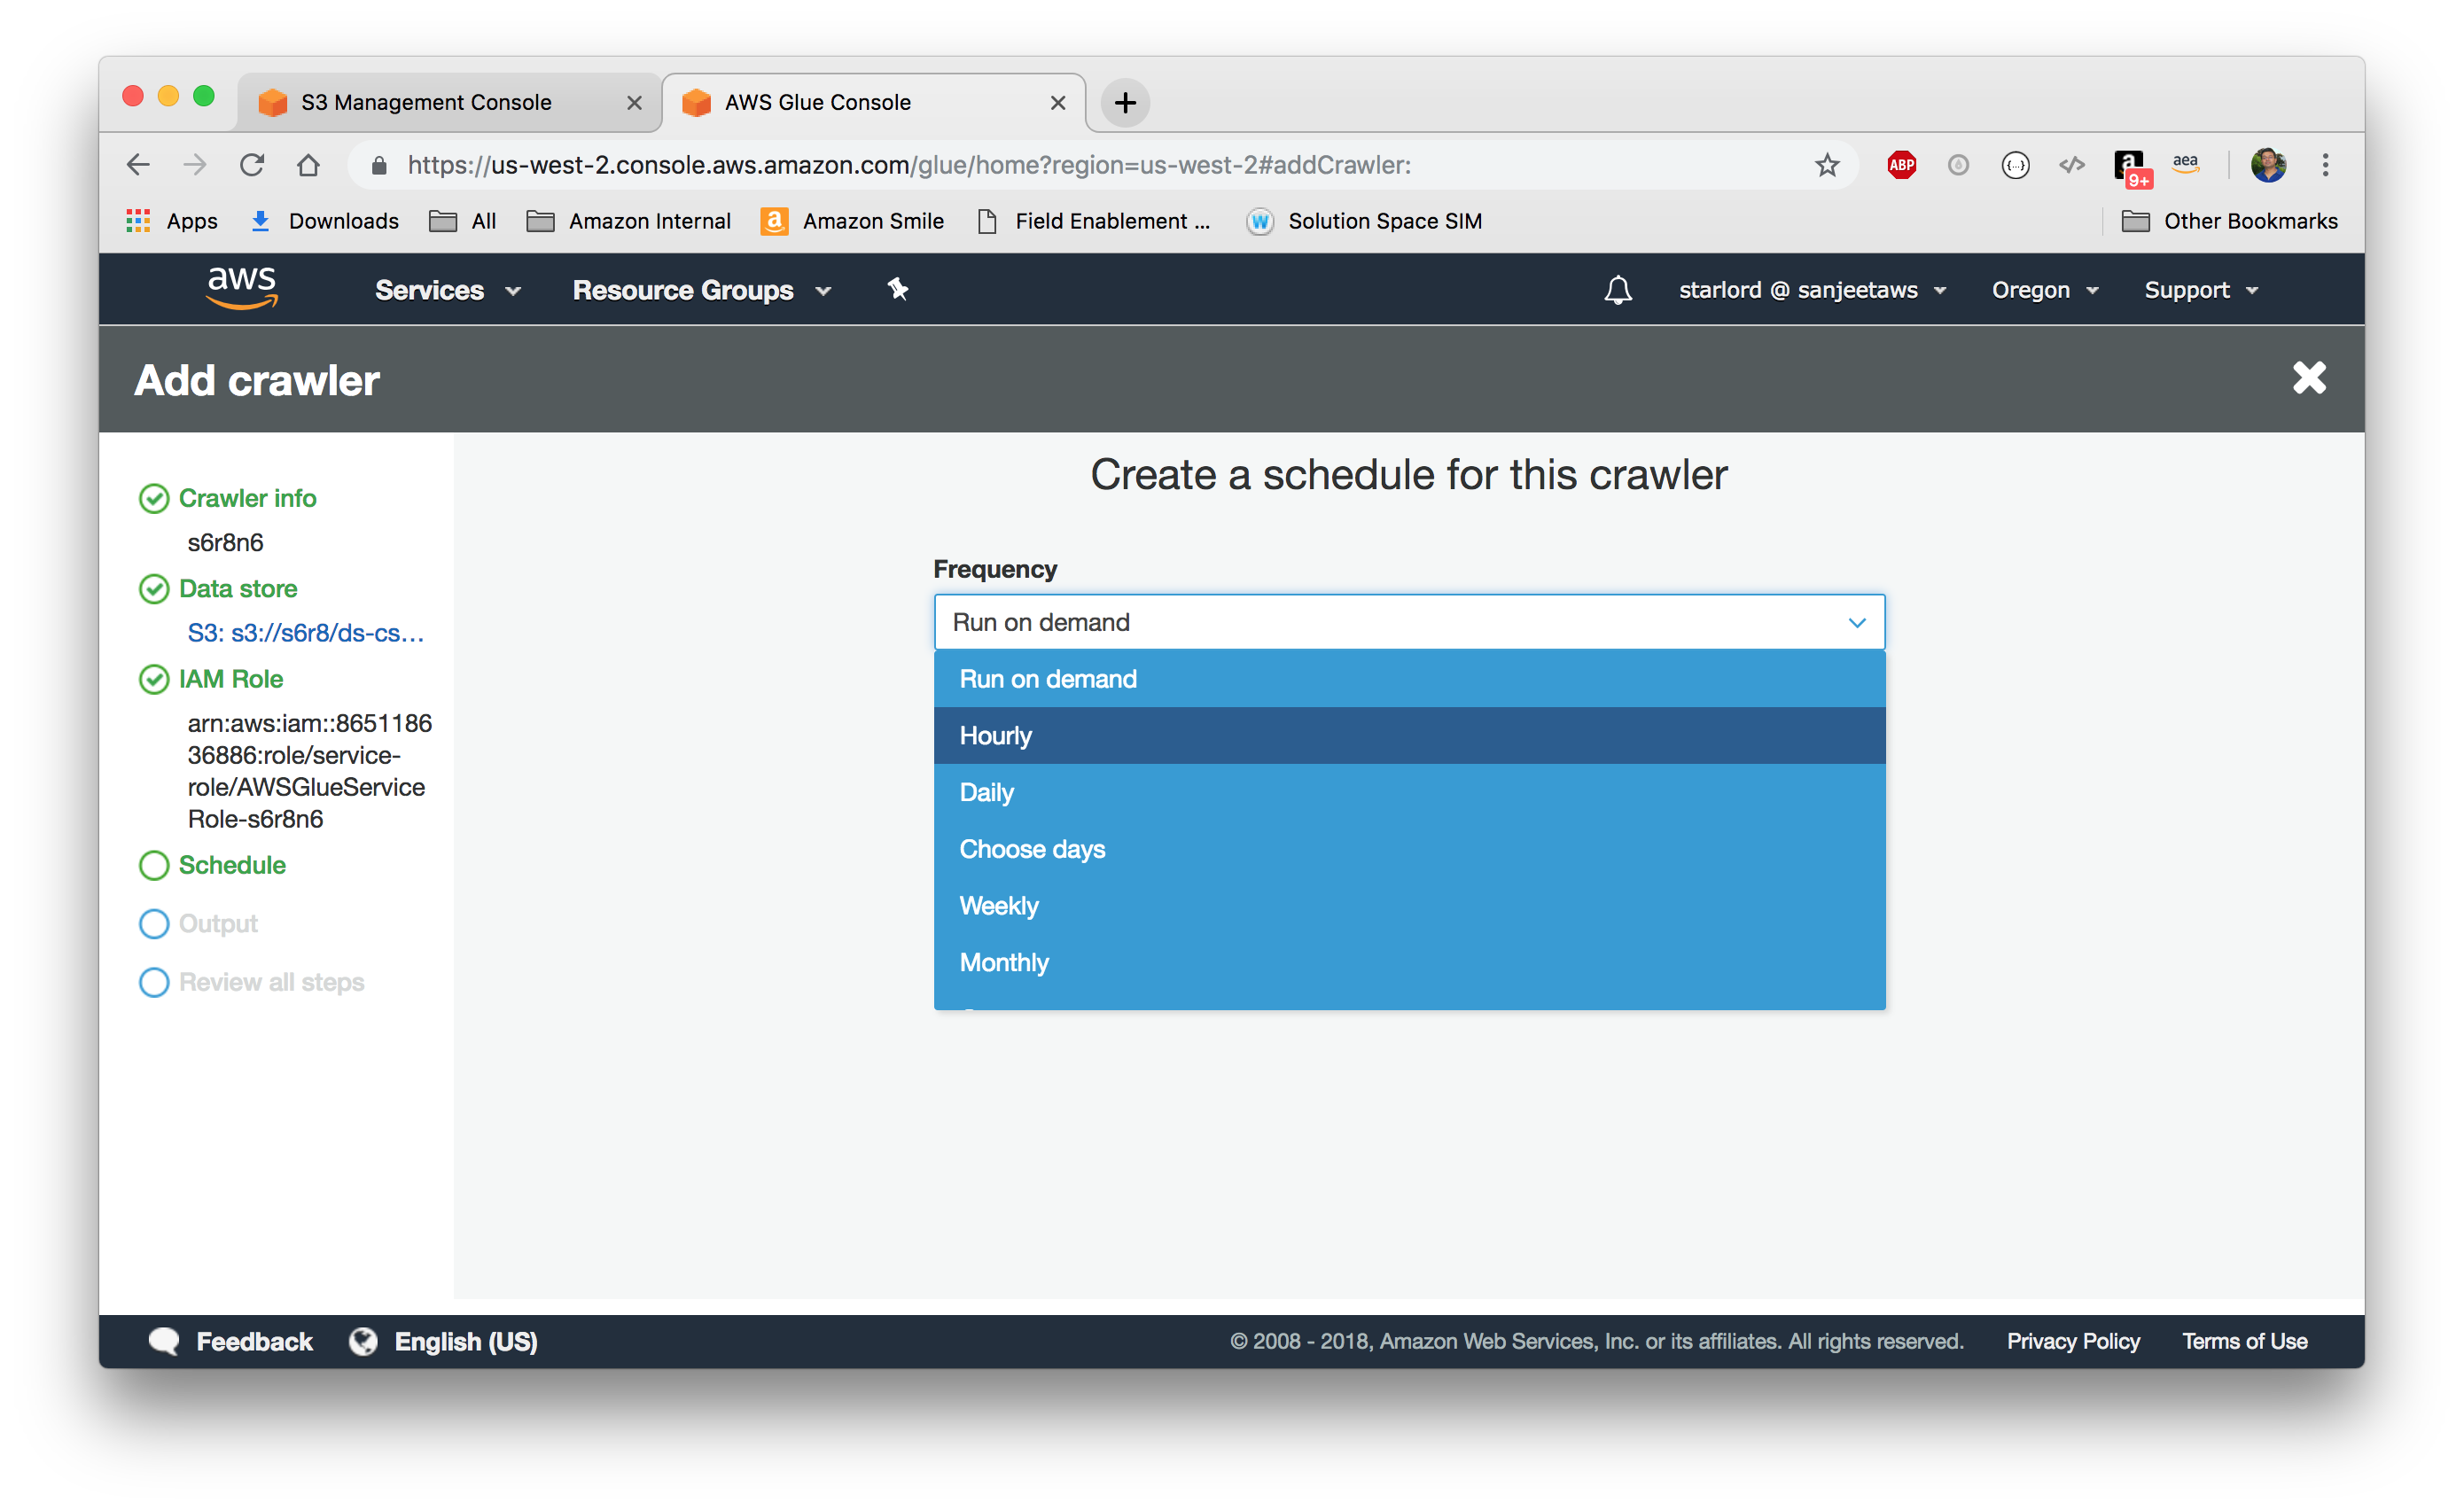 S3 Management Console
AWS Glue Console
https://us-west-2.console.aws.amazon.com/glue/home?region=us-west-2#addCrawler:
ABP
{...}
</>
a
9+
aea
Apps
Downloads
All
Amazon Internal
a
Amazon Smile
Field Enablement ...
W
Solution Space SIM
Other Bookmarks
aws
Services
Resource Groups
starlord @ sanjeetaws
Oregon
Support
Add crawler
Crawler info
s6r8n6
Data store
S3: s3://s6r8/ds-cs...
IAM Role
arn:aws:iam::8651186
36886:role/service-
role/AWSGlueService
Role-s6r8n6
Schedule
Output
Review all steps
Create a schedule for this crawler
Frequency
Run on demand
Run on demand
Hourly
Daily
Choose days
Weekly
Monthly
Feedback
English (US)
© 2008 - 2018, Amazon Web Services, Inc. or its affiliates. All rights reserved.
Privacy Policy
Terms of Use